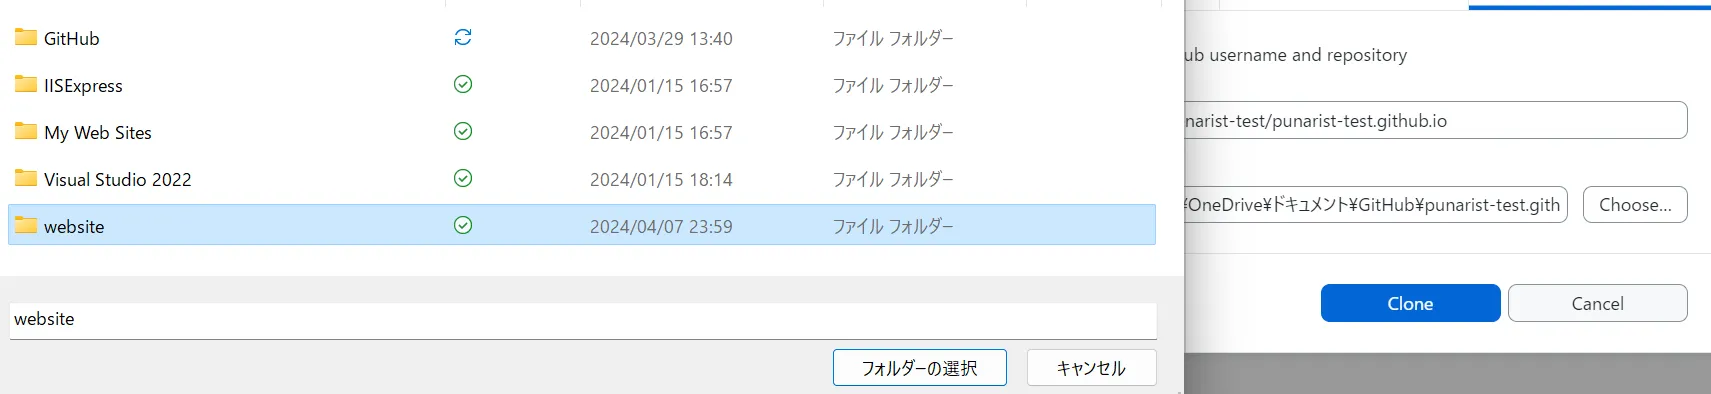 GitHub 2024/03/29 13:40 ファイル フォルダー
IISExpress 2024/01/15 16:57 ファイル フォルダー
My Web Sites 2024/01/15 16:57 ファイル フォルダー
Visual Studio 2022 2024/01/15 18:14 ファイル フォルダー
website 2024/04/07 23:59 ファイル フォルダー
website
フォルダーの選択 キャンセル
ub username and repository
narist-test/punarist-test.github.io
¥OneDrive¥ドキュメント¥GitHub¥punarist-test.gith Choose...
Clone Cancel